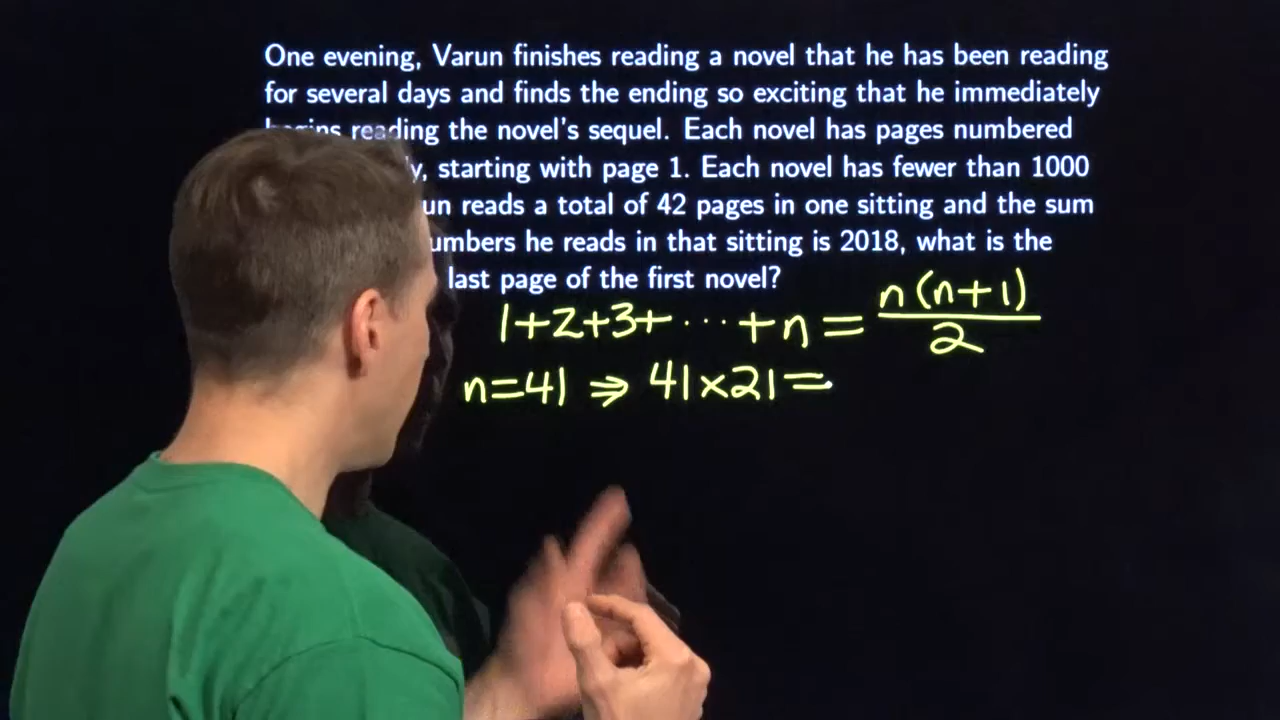 One evening, Varun finishes reading a novel that he has been reading
for several days and finds the ending so exciting that he immediately
begins reading the novel's sequel. Each novel has pages numbered
starting with page 1. Each novel has fewer than 1000
reads a total of 42 pages in one sitting and the sum
he reads in that sitting is 2018, what is the
last page of the first novel?
1+2+3+⋯+n=n(n+1)/2
n=41 ⇒ 41×21=